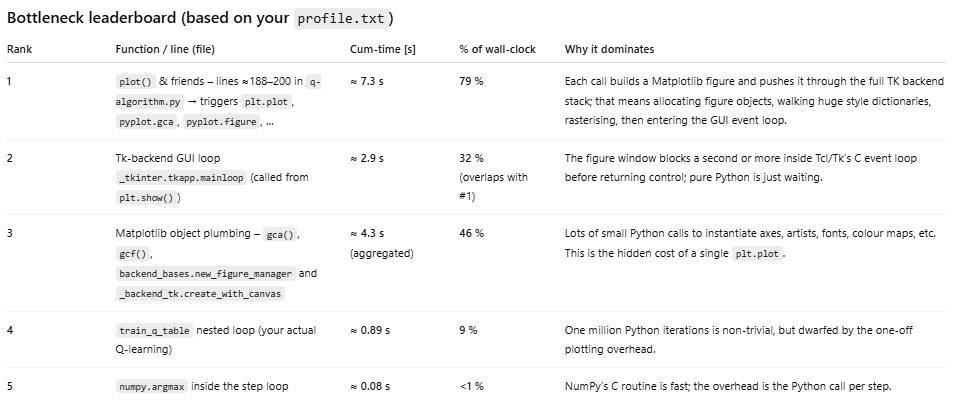 Bottleneck leaderboard (based on your profile.txt)
Rank Function / line (file) Cum-time [s] % of wall-clock Why it dominates
1 plot() & friends – lines ≈188–200 in q- ≈ 7.3 s 79 % Each call builds a Matplotlib figure and pushes it through the full TK backend
algorithm.py → triggers plt.plot, stack; that means allocating figure objects, walking huge style dictionaries,
pyplot.gca, pyplot.figure, … rasterising, then entering the GUI event loop.
2 Tk-backend GUI loop ≈ 2.9 s 32 % The figure window blocks a second or more inside Tcl/Tk's C event loop
_tkinter.tkapp.mainloop (called from (overlaps with before returning control; pure Python is just waiting.
plt.show()) #1)
3 Matplotlib object plumbing – gca(), ≈ 4.3 s 46 % Lots of small Python calls to instantiate axes, artists, fonts, colour maps, etc.
gcf(), (aggregated) This is the hidden cost of a single plt.plot.
backend_bases.new_figure_manager and
_backend_tk.create_with_canvas
4 train_q_table nested loop (your actual ≈ 0.89 s 9 % One million Python iterations is non-trivial, but dwarfed by the one-off
Q-learning) plotting overhead.
5 numpy.argmax inside the step loop ≈ 0.08 s <1 % NumPy's C routine is fast; the overhead is the Python call per step.